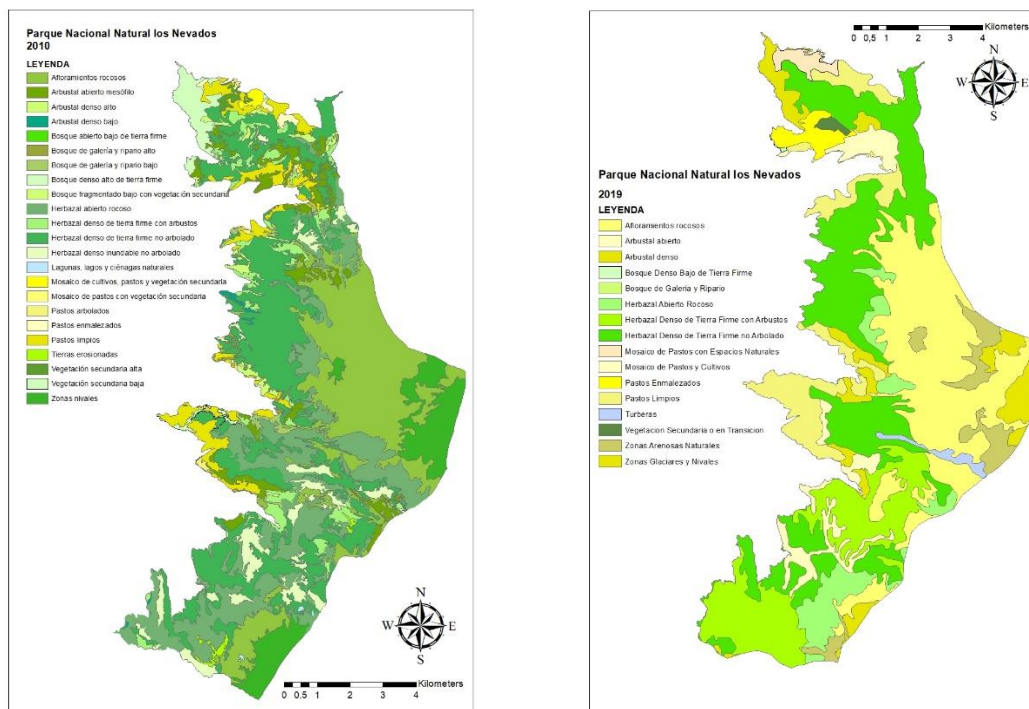 Parque Nacional Natural los Nevados
2010
LEYENDA
Afloramientos rocosos
Arbustal abierto mesófilo
Arbustal denso alto
Arbustal denso bajo
Bosque abierto bajo de tierra firme
Bosque de galería y ripario alto
Bosque de galería y ripario bajo
Bosque denso alto de tierra firme
Bosque fragmentado bajo con vegetación secundaria
Herbazal abierto rocoso
Herbazal denso de tierra firme con arbustos
Herbazal denso de tierra firme no arbolado
Herbazal denso inundable no arbolado
Lagunas, lagos y ciénagas naturales
Mosaico de cultivos, pastos y vegetación secundaria
Mosaico de pastos con vegetación secundaria
Pastos arbolados
Pastos enmalezados
Pastos limpios
Tierras erosionadas
Vegetación secundaria alta
Vegetación secundaria baja
Zonas nivales
N
W E
S
Kilometers
0 0,5 1 2 3 4
Kilometers
0 0,5 1 2 3 4
N
W E
S
Parque Nacional Natural los Nevados
2019
LEYENDA
Afloramientos rocosos
Arbustal abierto
Arbustal denso
Bosque Denso Bajo de Tierra Firme
Bosque de Galeria y Ripario
Herbazal Abierto Rocoso
Herbazal Denso de Tierra Firme con Arbustos
Herbazal Denso de Tierra Firme no Arbolado
Mosaico de Pastos con Espacios Naturales
Mosaico de Pastos y Cultivos
Pastos Enmalezados
Pastos Limpios
Turberas
Vegetacion Secundaria o en Transicion
Zonas Arenosas Naturales
Zonas Glaciares y Nivales